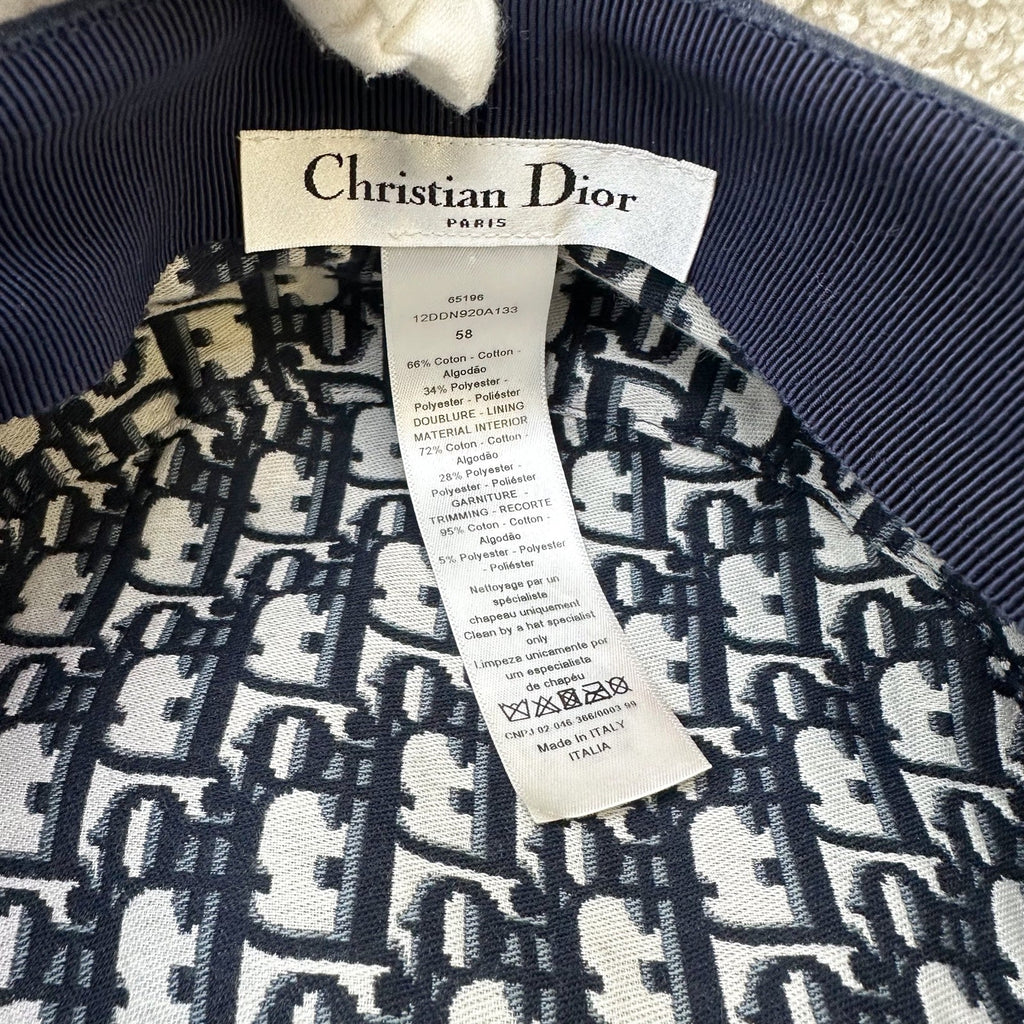 Christian Dior
PARIS
65196
12DDN920A133
58
66% Coton - Cotton -
Algodão
34% Polyester -
Polyester - Poliéster
DOUBLURE - LINING
MATERIAL INTERIOR
72% Coton - Cotton -
Algodão
28% Polyester -
Polyester - Poliéster
GARNITURE -
TRIMMING - RECORTE
95% Coton - Cotton -
Algodão
5% Polyester - Polyester
- Poliéster
Nettoyage par un
spécialiste
chapeau uniquement
Clean by a hat specialist
only
Limpeza unicamente por
um especialista
de chapéu
CNPJ 02-046-366/0003 99
Made In ITALY
ITALIA